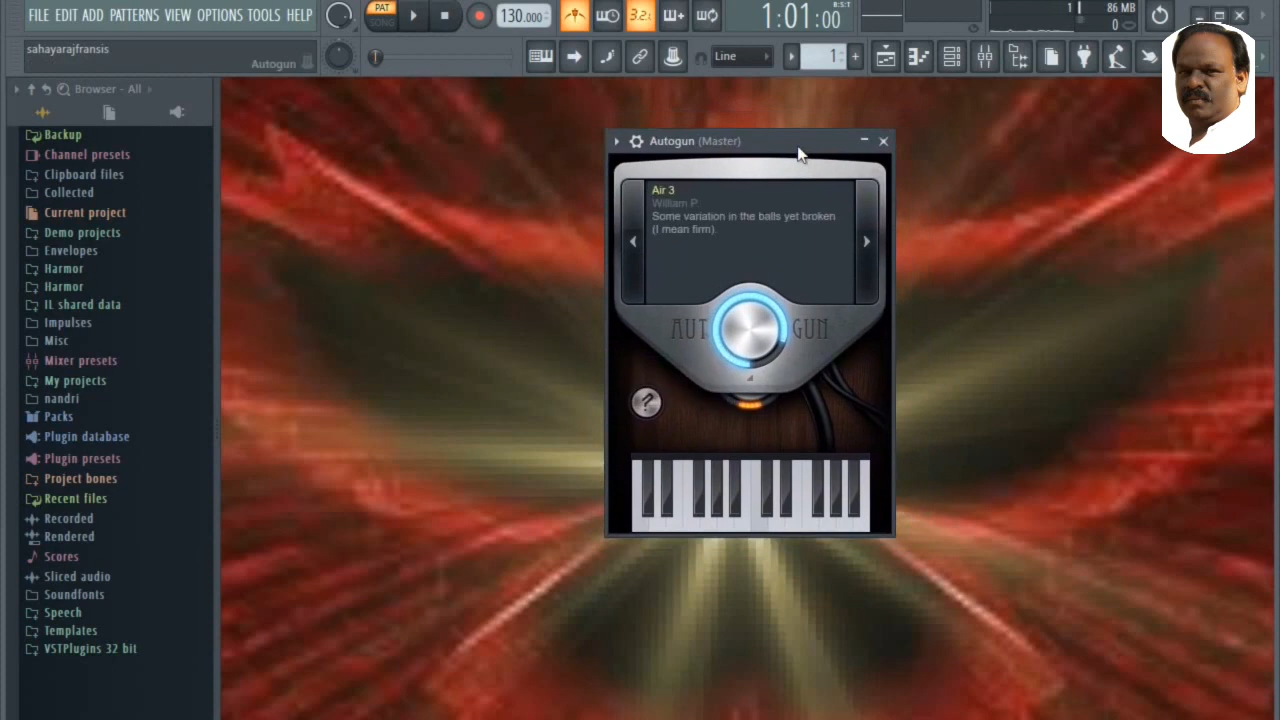 FILE EDIT ADD PATTERNS VIEW OPTIONS TOOLS HELP
PAT
SONG
130.000
3.2
1:01:00
B:S:T
1
86 MB
0
sahayarajfransis
Autogun
Line
1
Browser - All
Backup
Channel presets
Clipboard files
Collected
Current project
Demo projects
Envelopes
Harmor
Harmor
IL shared data
Impulses
Misc
Mixer presets
My projects
nandri
Packs
Plugin database
Plugin presets
Project bones
Recent files
Recorded
Rendered
Scores
Sliced audio
Soundfonts
Speech
Templates
VSTPlugins 32 bit
Autogun (Master)
Air 3
William P
Some variation in the balls yet broken
(I mean firm).
AUT GUN
?